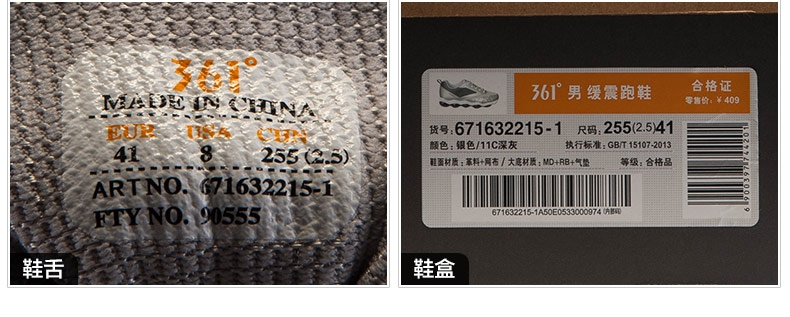 361°
MADE IN CHINA
EUR USA CHN
41 8 255 (2.5)
ART NO. 671632215-1
FTY NO. 90555
鞋舌
361° 男 缓震跑鞋
合格证
零售价：¥ 409
货号: 671632215-1 尺码: 255(2.5)41
颜色: 银色/11C深灰 执行标准: GB/T 15107-2013
鞋面材质: 革料+网布 / 大底材质: MD+RB+气垫 等级: 合格品
671632215-1A50E0533000974 (内部码)
6900397744201
鞋盒